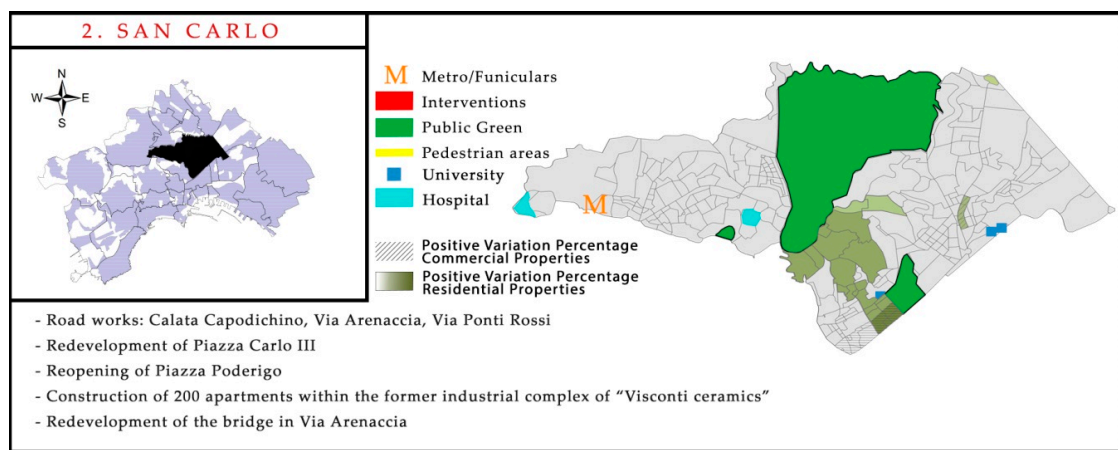 2. SAN CARLO
N
W E
S
M Metro/Funiculars
Interventions
Public Green
Pedestrian areas
University
Hospital
Positive Variation Percentage
Commercial Properties
Positive Variation Percentage
Residential Properties
M
- Road works: Calata Capodichino, Via Arenaccia, Via Ponti Rossi
- Redevelopment of Piazza Carlo III
- Reopening of Piazza Poderigo
- Construction of 200 apartments within the former industrial complex of “Visconti ceramics”
- Redevelopment of the bridge in Via Arenaccia